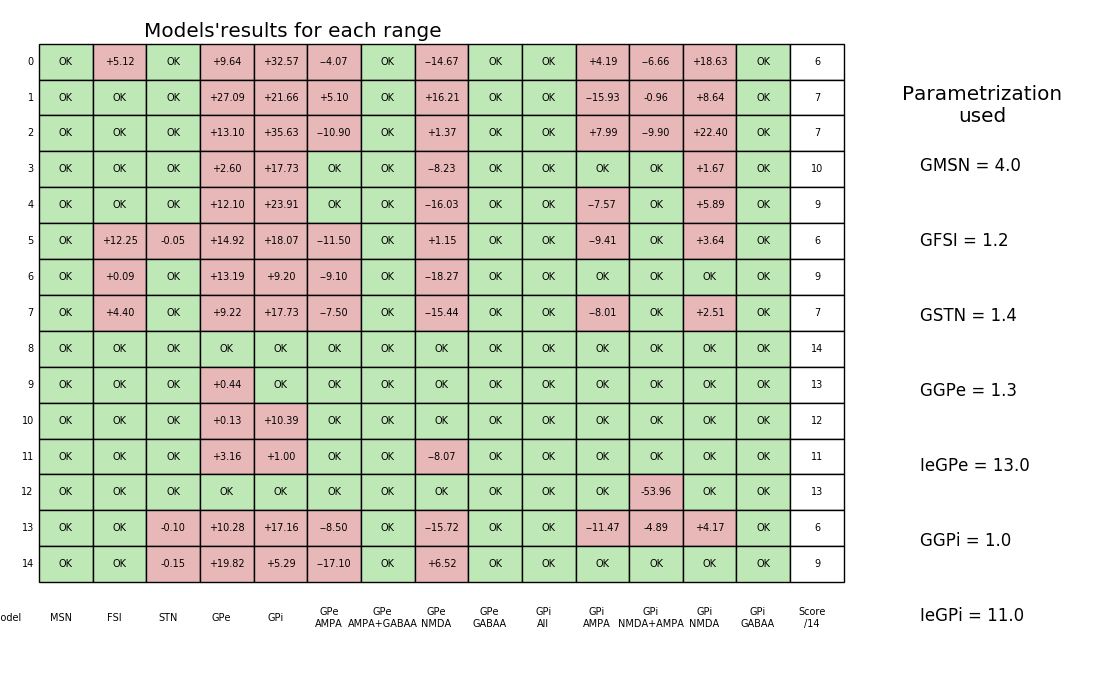 Models'results for each range
0 OK +5.12 OK +9.64 +32.57 --4.07 OK --14.67 OK OK +4.19 --6.66 +18.63 OK 6
1 OK OK OK +27.09 +21.66 +5.10 OK +16.21 OK OK --15.93 -0.96 +8.64 OK 7
2 OK OK OK +13.10 +35.63 --10.90 OK +1.37 OK OK +7.99 --9.90 +22.40 OK 7
3 OK OK OK +2.60 +17.73 OK OK --8.23 OK OK OK OK +1.67 OK 10
4 OK OK OK +12.10 +23.91 OK OK --16.03 OK OK --7.57 OK +5.89 OK 9
5 OK +12.25 -0.05 +14.92 +18.07 --11.50 OK +1.15 OK OK --9.41 OK +3.64 OK 6
6 OK +0.09 OK +13.19 +9.20 --9.10 OK --18.27 OK OK OK OK OK OK 9
7 OK +4.40 OK +9.22 +17.73 --7.50 OK --15.44 OK OK --8.01 OK +2.51 OK 7
8 OK OK OK OK OK OK OK OK OK OK OK OK OK OK 14
9 OK OK OK +0.44 OK OK OK OK OK OK OK OK OK OK 13
10 OK OK OK +0.13 +10.39 OK OK OK OK OK OK OK OK OK 12
11 OK OK OK +3.16 +1.00 OK OK --8.07 OK OK OK OK OK OK 11
12 OK OK OK OK OK OK OK OK OK OK OK -53.96 OK OK 13
13 OK OK -0.10 +10.28 +17.16 --8.50 OK --15.72 OK OK --11.47 -4.89 +4.17 OK 6
14 OK OK -0.15 +19.82 +5.29 --17.10 OK +6.52 OK OK OK OK OK OK 9
odel MSN FSI STN GPe GPi GPe AMPA GPe AMPA+GABAA GPe NMDA GPe GABAA GPi All GPi AMPA GPi NMDA+AMPA GPi NMDA GPi GABAA Score /14
Parametrization
used
GMSN = 4.0
GFSI = 1.2
GSTN = 1.4
GGPe = 1.3
IeGPe = 13.0
GGPi = 1.0
IeGPi = 11.0